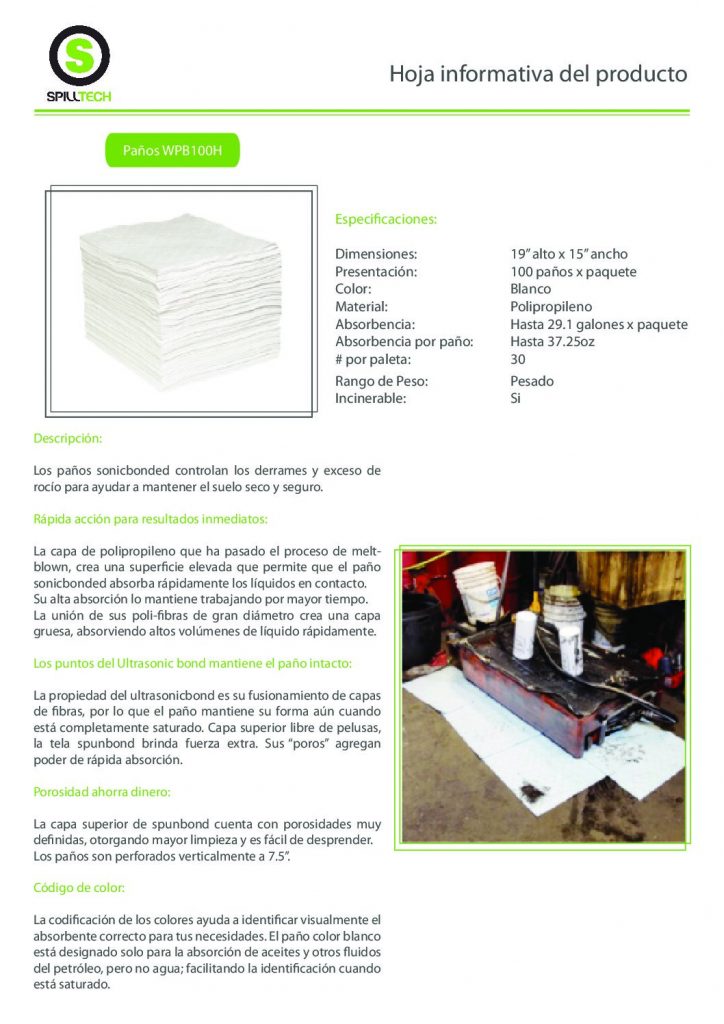 S
SPILLTECH
Hoja informativa del producto
Paños WPB100H
Especificaciones:
Dimensiones: 19” alto x 15” ancho
Presentación: 100 paños x paquete
Color: Blanco
Material: Polipropileno
Absorbencia: Hasta 29.1 galones x paquete
Absorbencia por paño: Hasta 37.25oz
# por paleta: 30
Rango de Peso: Pesado
Incinerable: Si
Descripción:
Los paños sonicbonded controlan los derrames y exceso de
rocío para ayudar a mantener el suelo seco y seguro.
Rápida acción para resultados inmediatos:
La capa de polipropileno que ha pasado el proceso de melt-
blown, crea una superficie elevada que permite que el paño
sonicbonded absorba rápidamente los líquidos en contacto.
Su alta absorción lo mantiene trabajando por mayor tiempo.
La unión de sus poli-fibras de gran diámetro crea una capa
gruesa, absorviendo altos volúmenes de líquido rápidamente.
Los puntos del Ultrasonic bond mantiene el paño intacto:
La propiedad del ultrasonicbond es su fusionamiento de capas
de fibras, por lo que el paño mantiene su forma aún cuando
está completamente saturado. Capa superior libre de pelusas,
la tela spunbond brinda fuerza extra. Sus “poros” agregan
poder de rápida absorción.
Porosidad ahorra dinero:
La capa superior de spunbond cuenta con porosidades muy
definidas, otorgando mayor limpieza y es fácil de desprender.
Los paños son perforados verticalmente a 7.5”.
Código de color:
La codificación de los colores ayuda a identificar visualmente el
absorbente correcto para tus necesidades. El paño color blanco
está designado solo para la absorción de aceites y otros fluidos
del petróleo, pero no agua; facilitando la identificación cuando
está saturado.